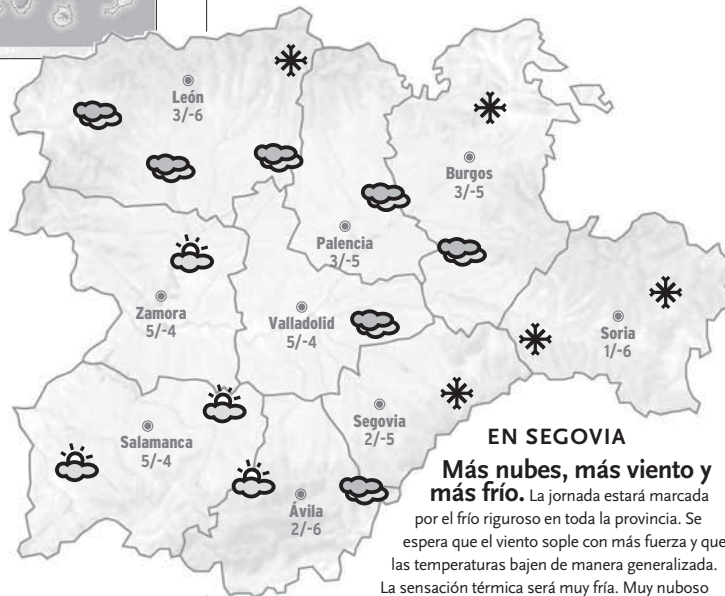 León
3/-6
Burgos
3/-5
Palencia
3/-5
Zamora
5/-4
Valladolid
5/-4
Soria
1/-6
Salamanca
5/-4
Segovia
2/-5
Ávila
2/-6
EN SEGOVIA
Más nubes, más viento y
más frío. La jornada estará marcada
por el frío riguroso en toda la provincia. Se
espera que el viento sople con más fuerza y que
las temperaturas bajen de manera generalizada.
La sensación térmica será muy fría. Muy nuboso